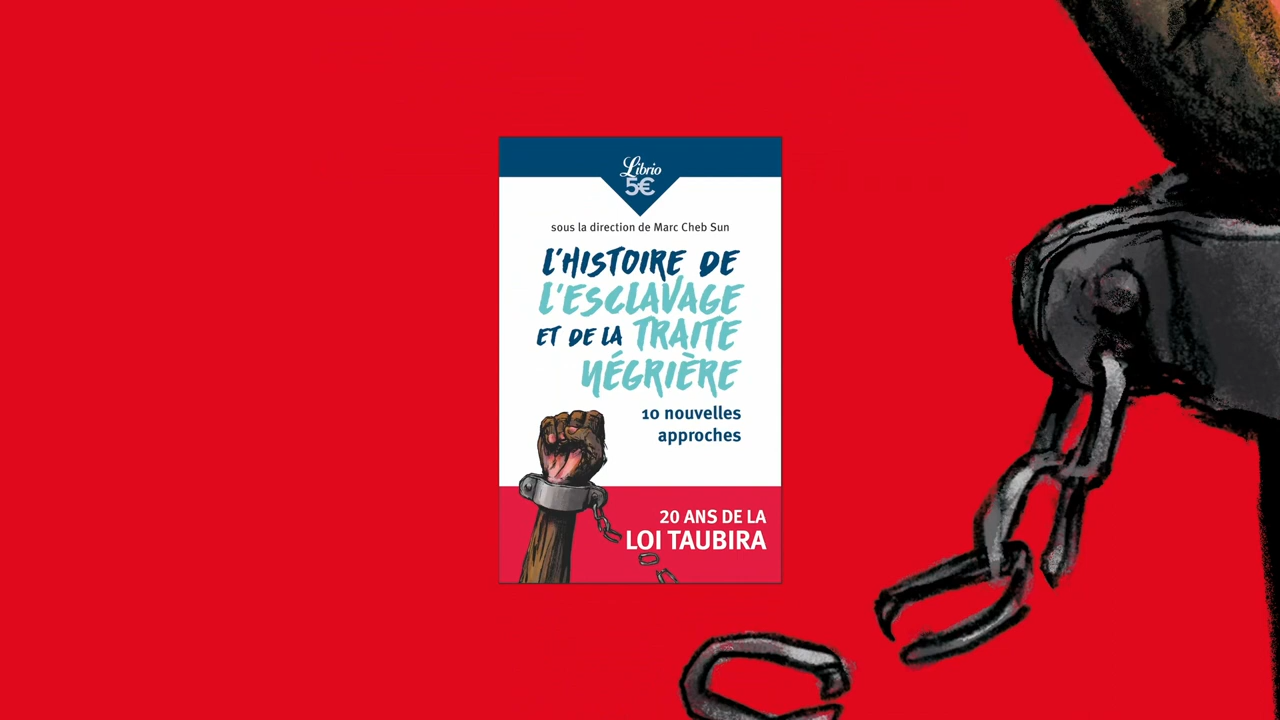 Librio
5€
sous la direction de Marc Cheb Sun
L'HISTOIRE DE
L'ESCLAVAGE
ET DE LA TRAITE
NÉGRIÈRE
10 nouvelles
approches
20 ANS DE LA
LOI TAUBIRA